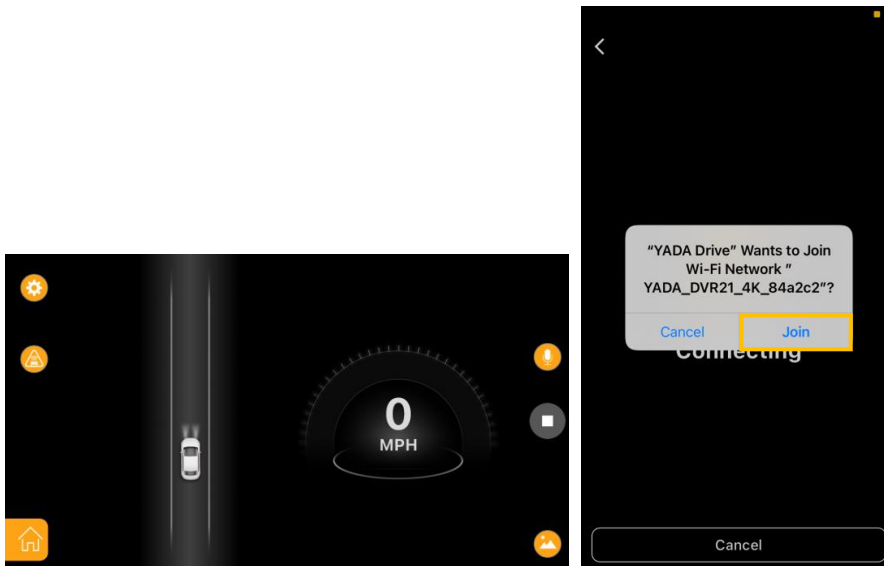 0
MPH
“YADA Drive” Wants to Join
Wi-Fi Network ”
YADA_DVR21_4K_84a2c2”?
Cancel
Join
Connecting
Cancel